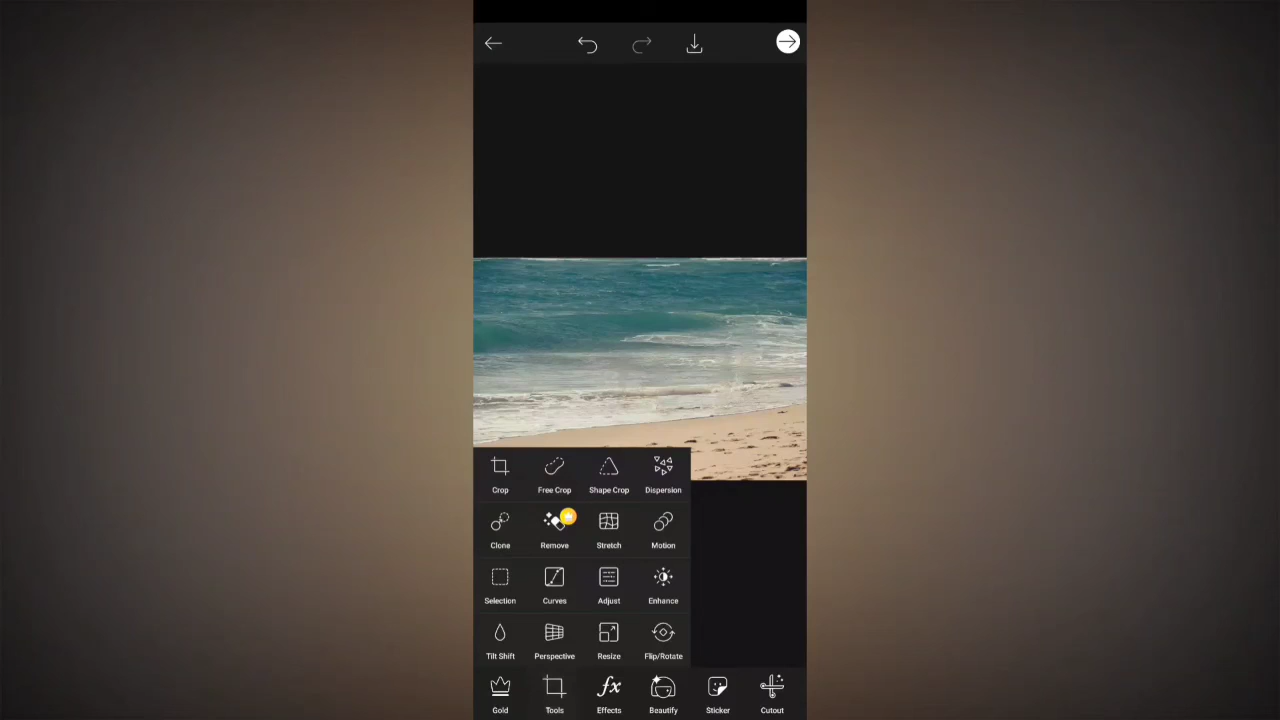 Crop Free Crop Shape Crop Dispersion
Clone Remove Stretch Motion
Selection Curves Adjust Enhance
Tilt Shift Perspective Resize Flip/Rotate
Gold Tools Effects Beautify Sticker Cutout